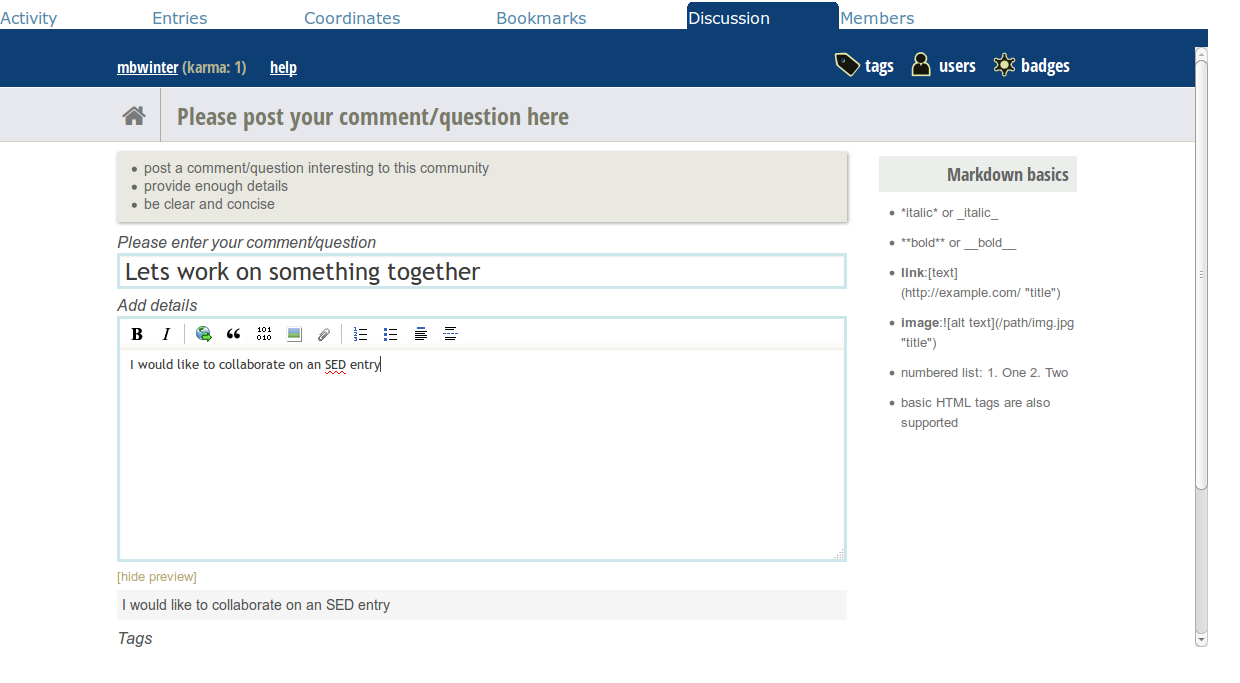 Activity Entries Coordinates Bookmarks Discussion Members
mbwinter (karma: 1) help tags users badges
Please post your comment/question here
post a comment/question interesting to this community
provide enough details
be clear and concise
Please enter your comment/question
Lets work on something together
Add details
B I 101 010
I would like to collaborate on an SED entry
[hide preview]
I would like to collaborate on an SED entry
Tags
Markdown basics
*italic* or _italic_
**bold** or __bold__
link:[text]
(http://example.com/ "title")
image:![alt text](/path/img.jpg
"title")
numbered list: 1. One 2. Two
basic HTML tags are also
supported